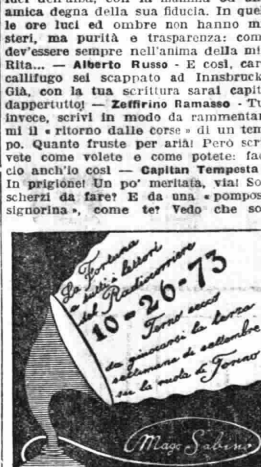 amica degna della sua fiducia. In quel
le ore luci ed ombre non hanno mi
steri, ma purità e trasparenza: com
dev'essere sempre nell'anima della mi
Rita... — Alberto Russo - E così, car
callifugo sei scappato ad Innsbruck
Già, con la tua scrittura sarai capit
dappertutto! — Zeffirino Ramasso - Tu
invece, scrivi in modo da rammentar
mi il « ritorno dalle corse » di un tem
po. Quante fruste per aria! Però scri
vete come volete e come potete: fac
cio anch'io così — Capitan Tempesta
In prigione! Un po' meritata, via! So
scherzi da fare? E da una « pompos
signorina », come te? Vedo che so
La Fortuna
a tutti i lettori
del Radiocorriere
10-26-73
Terno secco
da giocarsi la terza
settimana di settembre
su la ruota di Torino
Mago Sabino